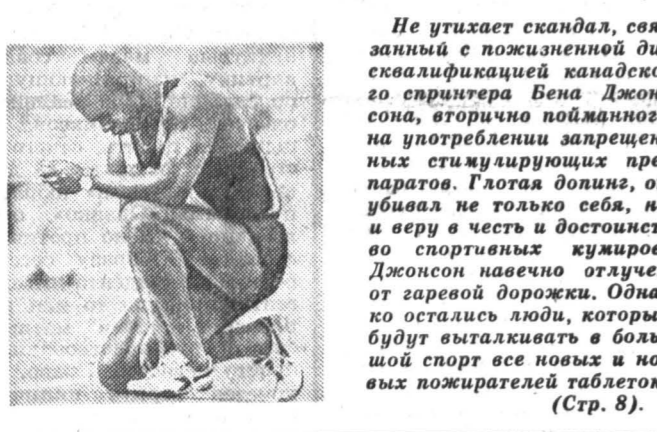 Не утихает скандал, свя
занный с пожизненной ди
сквалификацией канадско
го спринтера Бена Джон
сона, вторично пойманног
на употреблении запрещен
ных стимулирующих пре
паратов. Глотая допинг, о
убивал не только себя, н
и веру в честь и достоинст
во спортивных кумиров
Джонсон навечно отлуче
от гаревой дорожки. Одна
ко остались люди, которы
будут выталкивать в боль
шой спорт все новых и но
вых пожирателей таблеток
(Стр. 8).